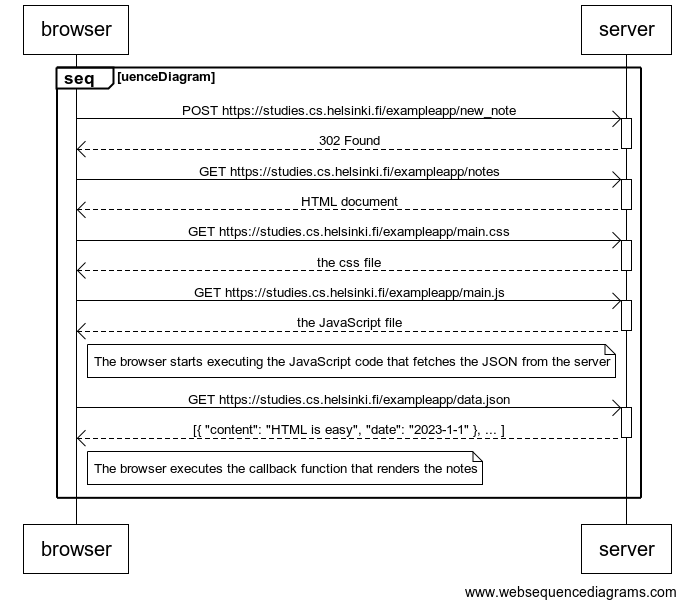 browser server
seq [uenceDiagram]
POST https://studies.cs.helsinki.fi/exampleapp/new_note
302 Found
GET https://studies.cs.helsinki.fi/exampleapp/notes
HTML document
GET https://studies.cs.helsinki.fi/exampleapp/main.css
the css file
GET https://studies.cs.helsinki.fi/exampleapp/main.js
the JavaScript file
The browser starts executing the JavaScript code that fetches the JSON from the server
GET https://studies.cs.helsinki.fi/exampleapp/data.json
[{ "content": "HTML is easy", "date": "2023-1-1" }, ... ]
The browser executes the callback function that renders the notes
browser server
www.websequencediagrams.com